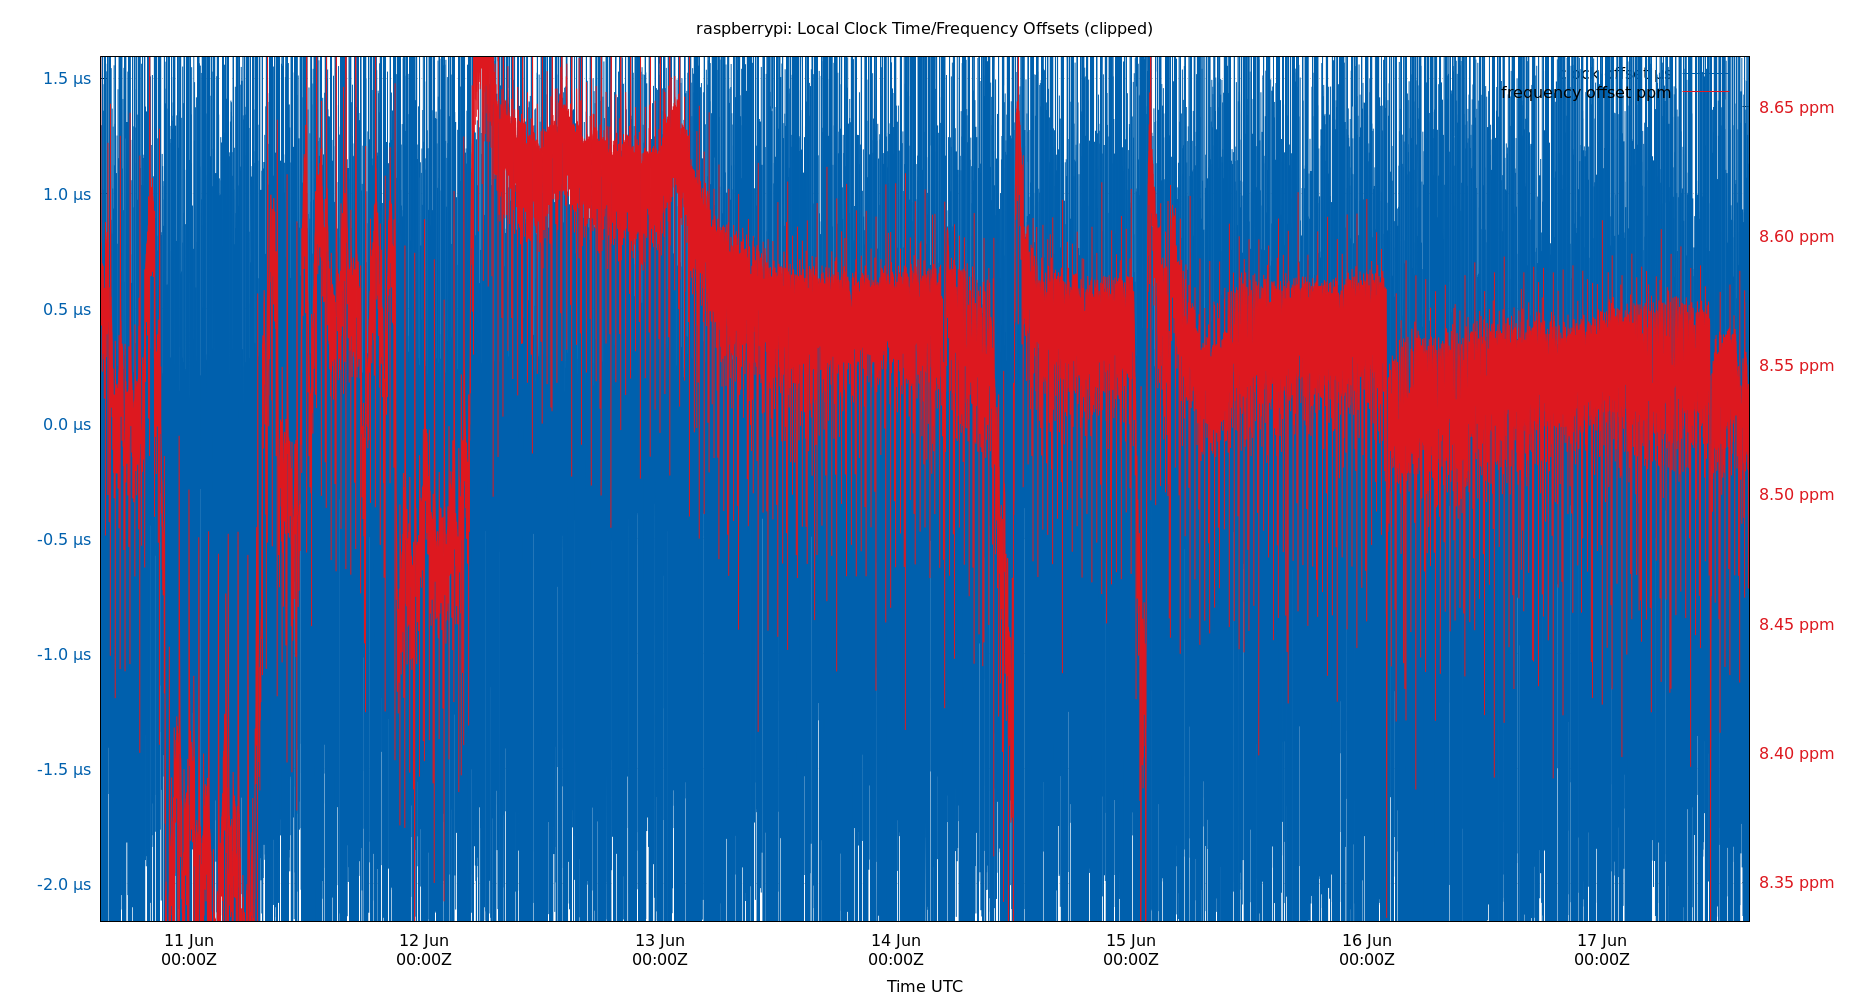 raspberrypi: Local Clock Time/Frequency Offsets (clipped)
clock offset µs
frequency offset ppm
1.5 µs
1.0 µs
0.5 µs
0.0 µs
-0.5 µs
-1.0 µs
-1.5 µs
-2.0 µs
8.65 ppm
8.60 ppm
8.55 ppm
8.50 ppm
8.45 ppm
8.40 ppm
8.35 ppm
11 Jun 12 Jun 13 Jun 14 Jun 15 Jun 16 Jun 17 Jun
00:00Z 00:00Z 00:00Z 00:00Z 00:00Z 00:00Z 00:00Z
Time UTC